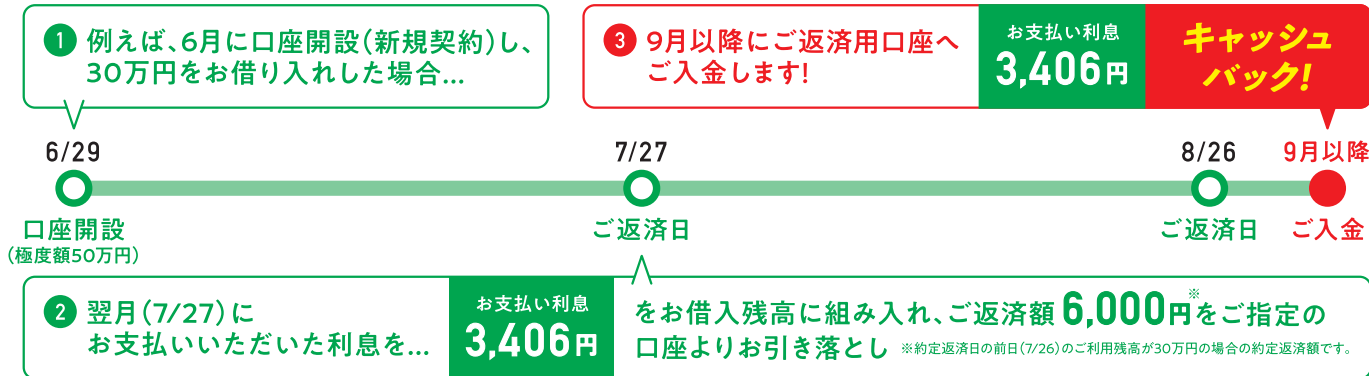 1 例えば、6月に口座開設(新規契約)し、
30万円をお借り入れした場合…
3 9月以降にご返済用口座へ
ご入金します!
お支払い利息
3,406円
キャッシュ
バック!
6/29
7/27
8/26
9月以降
口座開設
(極度額50万円)
ご返済日
ご返済日
ご入金
2 翌月(7/27)に
お支払いいただいた利息を…
お支払い利息
3,406円
をお借入残高に組み入れ、ご返済額6,000円※をご指定の
口座よりお引き落とし ※約定返済日の前日(7/26)のご利用残高が30万円の場合の約定返済額です。